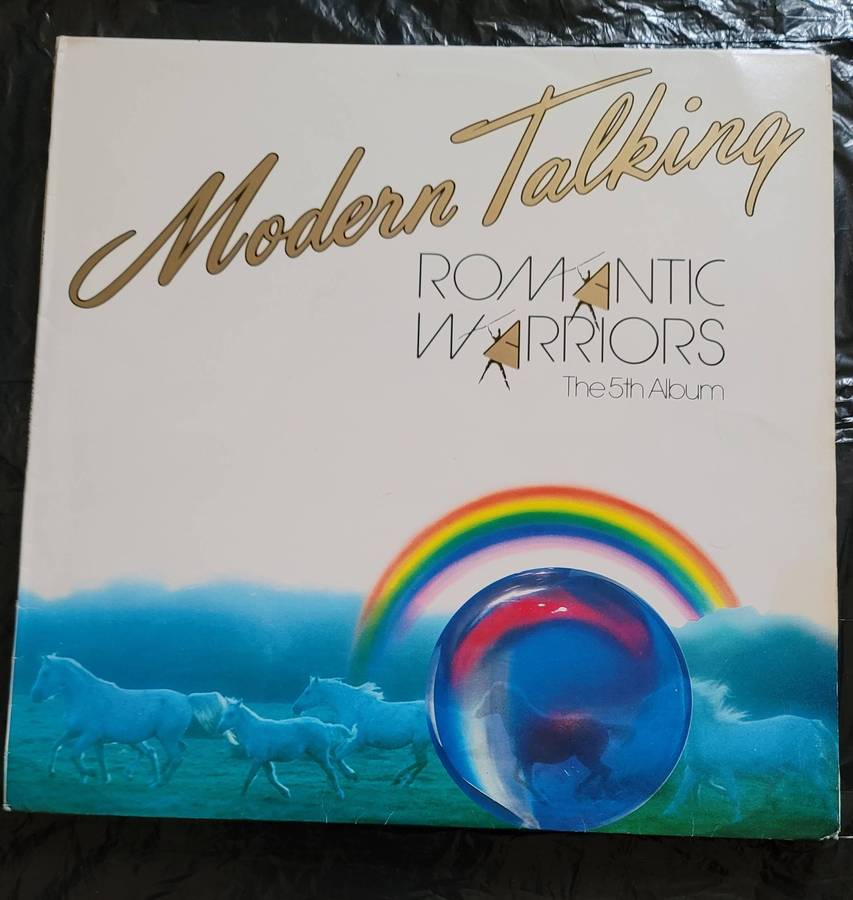 Modern Talking
ROMANTIC
WARRIORS
The 5th Album